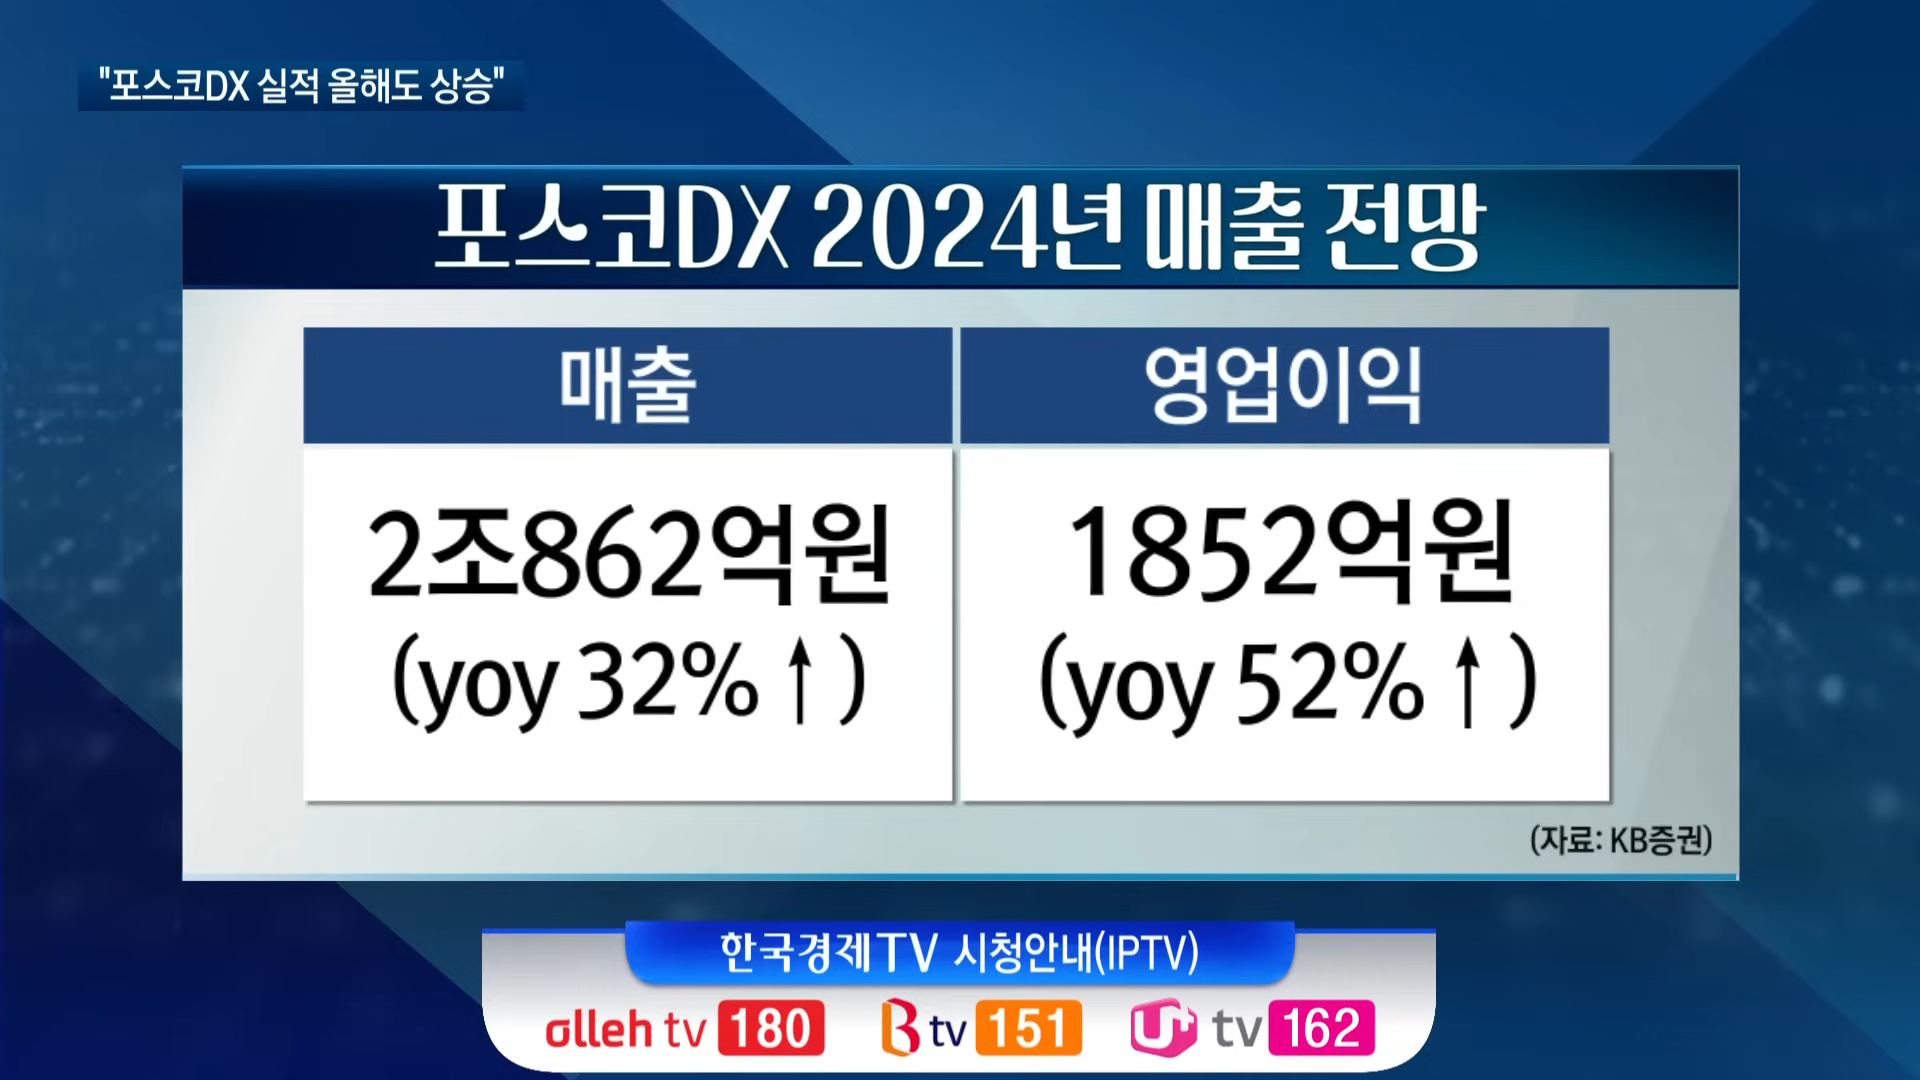 "포스코DX 실적 올해도 상승"
포스코DX 2024년 매출 전망
매출
영업이익
2조862억원
(yoy 32%↑)
1852억원
(yoy 52%↑)
(자료: KB증권)
한국경제TV 시청안내(IPTV)
olleh tv 180 B tv 151 U+ tv 162